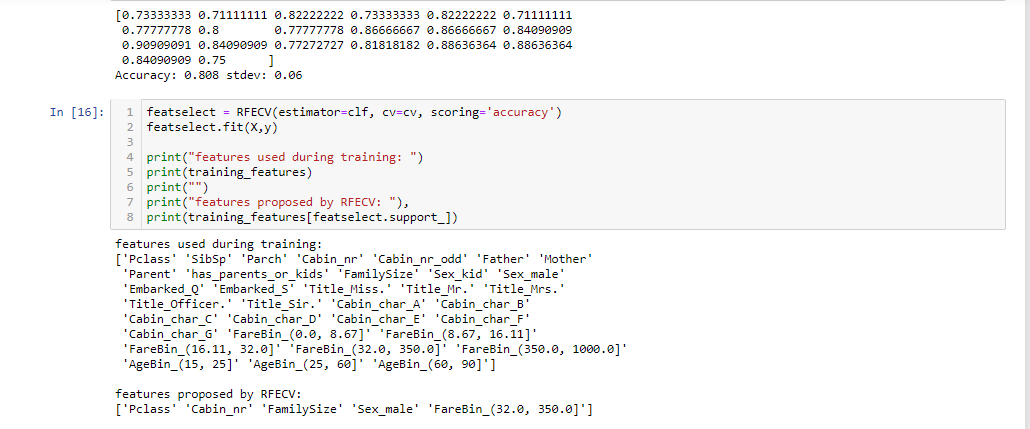 [0.73333333 0.71111111 0.82222222 0.73333333 0.82222222 0.71111111
0.77777778 0.8 0.77777778 0.86666667 0.86666667 0.84090909
0.90909091 0.84090909 0.77272727 0.81818182 0.88636364 0.88636364
0.84090909 0.75 ]
Accuracy: 0.808 stdev: 0.06
In [16]: 1 featselect = RFECV(estimator=clf, cv=cv, scoring='accuracy')
2 featselect.fit(X,y)
3
4 print("features used during training: ")
5 print(training_features)
6 print("")
7 print("features proposed by RFECV: "),
8 print(training_features[featselect.support_])
features used during training:
['Pclass' 'SibSp' 'Parch' 'Cabin_nr' 'Cabin_nr_odd' 'Father' 'Mother'
'Parent' 'has_parents_or_kids' 'FamilySize' 'Sex_kid' 'Sex_male'
'Embarked_Q' 'Embarked_S' 'Title_Miss.' 'Title_Mr.' 'Title_Mrs.'
'Title_Officer.' 'Title_Sir.' 'Cabin_char_A' 'Cabin_char_B'
'Cabin_char_C' 'Cabin_char_D' 'Cabin_char_E' 'Cabin_char_F'
'Cabin_char_G' 'FareBin_(0.0, 8.67]' 'FareBin_(8.67, 16.11]'
'FareBin_(16.11, 32.0]' 'FareBin_(32.0, 350.0]' 'FareBin_(350.0, 1000.0]'
'AgeBin_(15, 25]' 'AgeBin_(25, 60]' 'AgeBin_(60, 90]']
features proposed by RFECV:
['Pclass' 'Cabin_nr' 'FamilySize' 'Sex_male' 'FareBin_(32.0, 350.0]']